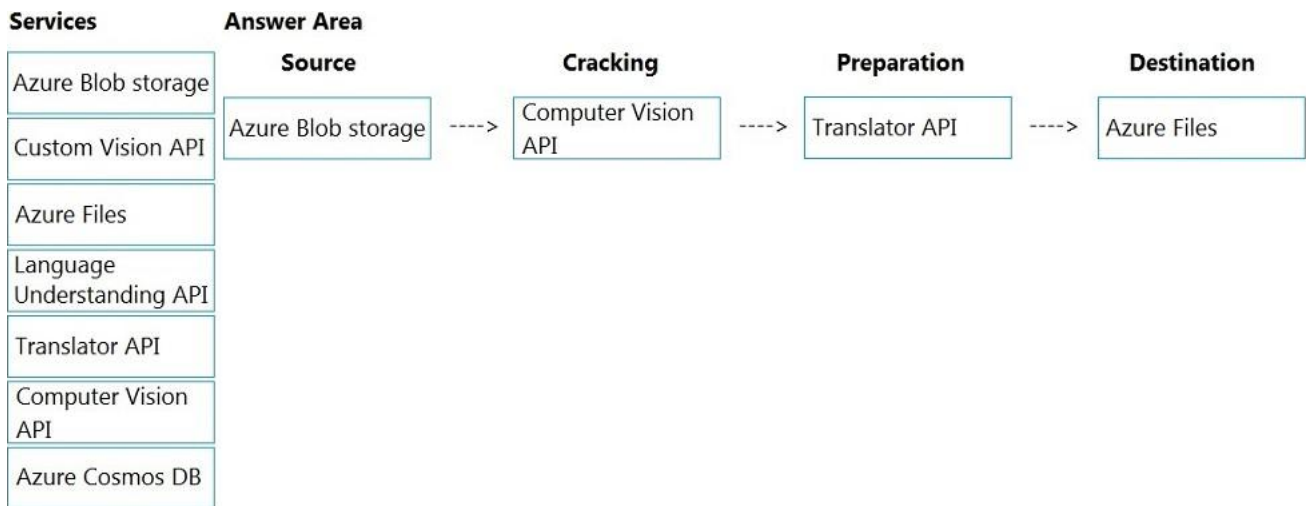 Services
Answer Area
Source
Cracking
Preparation
Destination
Azure Blob storage
Custom Vision API
Azure Files
Language
Understanding API
Translator API
Computer Vision
API
Azure Cosmos DB
Azure Blob storage
---->
Computer Vision
API
---->
Translator API
---->
Azure Files